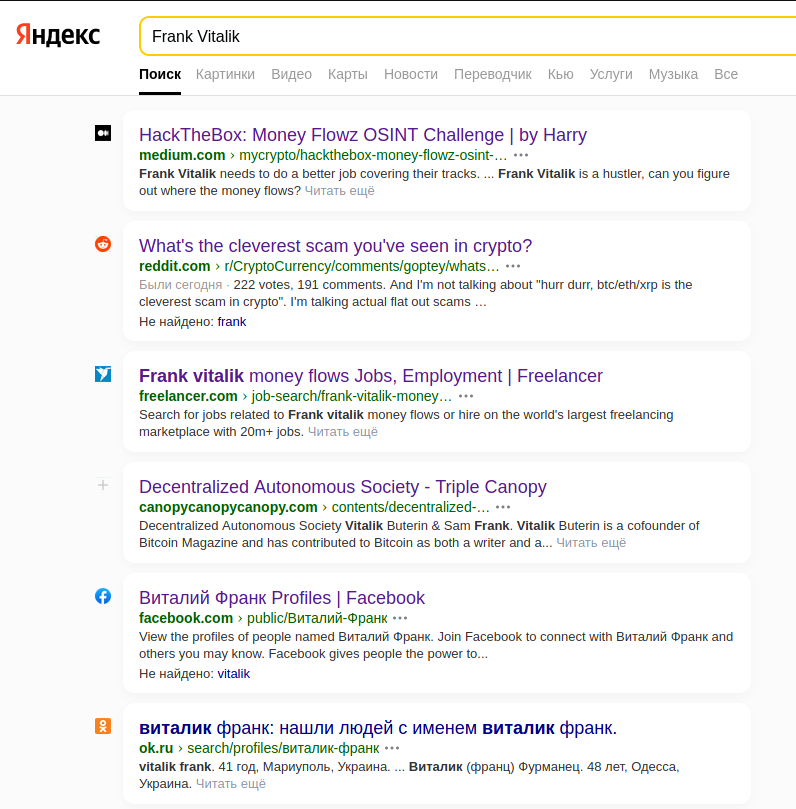 Яндекс
Frank Vitalik
Поиск Картинки Видео Карты Новости Переводчик Кью Услуги Музыка Все
HackTheBox: Money Flowz OSINT Challenge | by Harry
medium.com › mycrypto/hackthebox-money-flowz-osint-…
Frank Vitalik needs to do a better job covering their tracks. ... Frank Vitalik is a hustler, can you figure
out where the money flows? Читать ещё
What's the cleverest scam you've seen in crypto?
reddit.com › r/CryptoCurrency/comments/goptey/whats…
Были сегодня · 222 votes, 191 comments. And I'm not talking about "hurr durr, btc/eth/xrp is the
cleverest scam in crypto". I'm talking actual flat out scams …
Не найдено: frank
Frank vitalik money flows Jobs, Employment | Freelancer
freelancer.com › job-search/frank-vitalik-money…
Search for jobs related to Frank vitalik money flows or hire on the world's largest freelancing
marketplace with 20m+ jobs. Читать ещё
Decentralized Autonomous Society - Triple Canopy
canopycanopycanopy.com › contents/decentralized-…
Decentralized Autonomous Society Vitalik Buterin & Sam Frank. Vitalik Buterin is a cofounder of
Bitcoin Magazine and has contributed to Bitcoin as both a writer and a... Читать ещё
Виталий Франк Profiles | Facebook
facebook.com › public/Виталий-Франк
View the profiles of people named Виталий Франк. Join Facebook to connect with Виталий Франк and
others you may know. Facebook gives people the power to...
Не найдено: vitalik
виталик франк: нашли людей с именем виталик франк.
ok.ru › search/profiles/виталик-франк
vitalik frank. 41 год, Мариуполь, Украина. ... Виталик (франц) Фурманец. 48 лет, Одесса,
Украина. Читать ещё